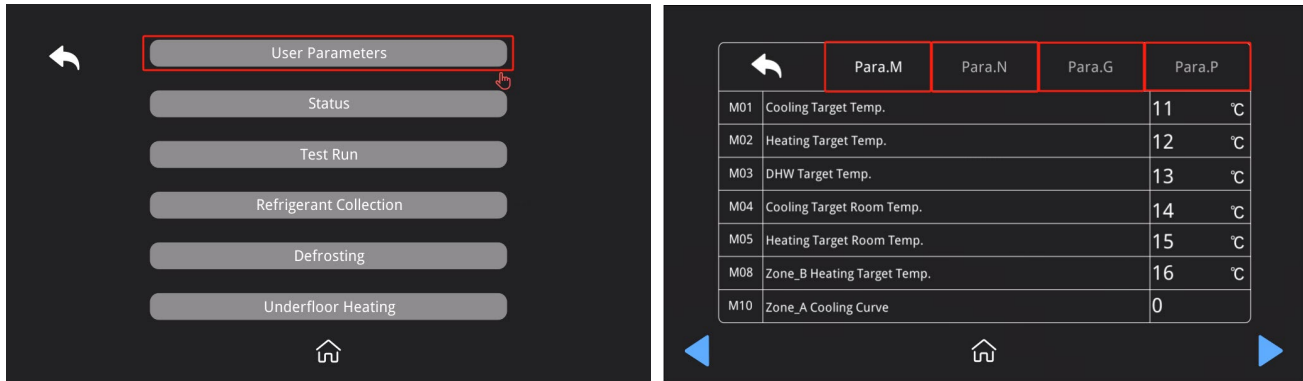 User Parameters
Status
Test Run
Refrigerant Collection
Defrosting
Underfloor Heating
Para.M Para.N Para.G Para.P
M01 Cooling Target Temp. 11 ℃
M02 Heating Target Temp. 12 ℃
M03 DHW Target Temp. 13 ℃
M04 Cooling Target Room Temp. 14 ℃
M05 Heating Target Room Temp. 15 ℃
M08 Zone_B Heating Target Temp. 16 ℃
M10 Zone_A Cooling Curve 0